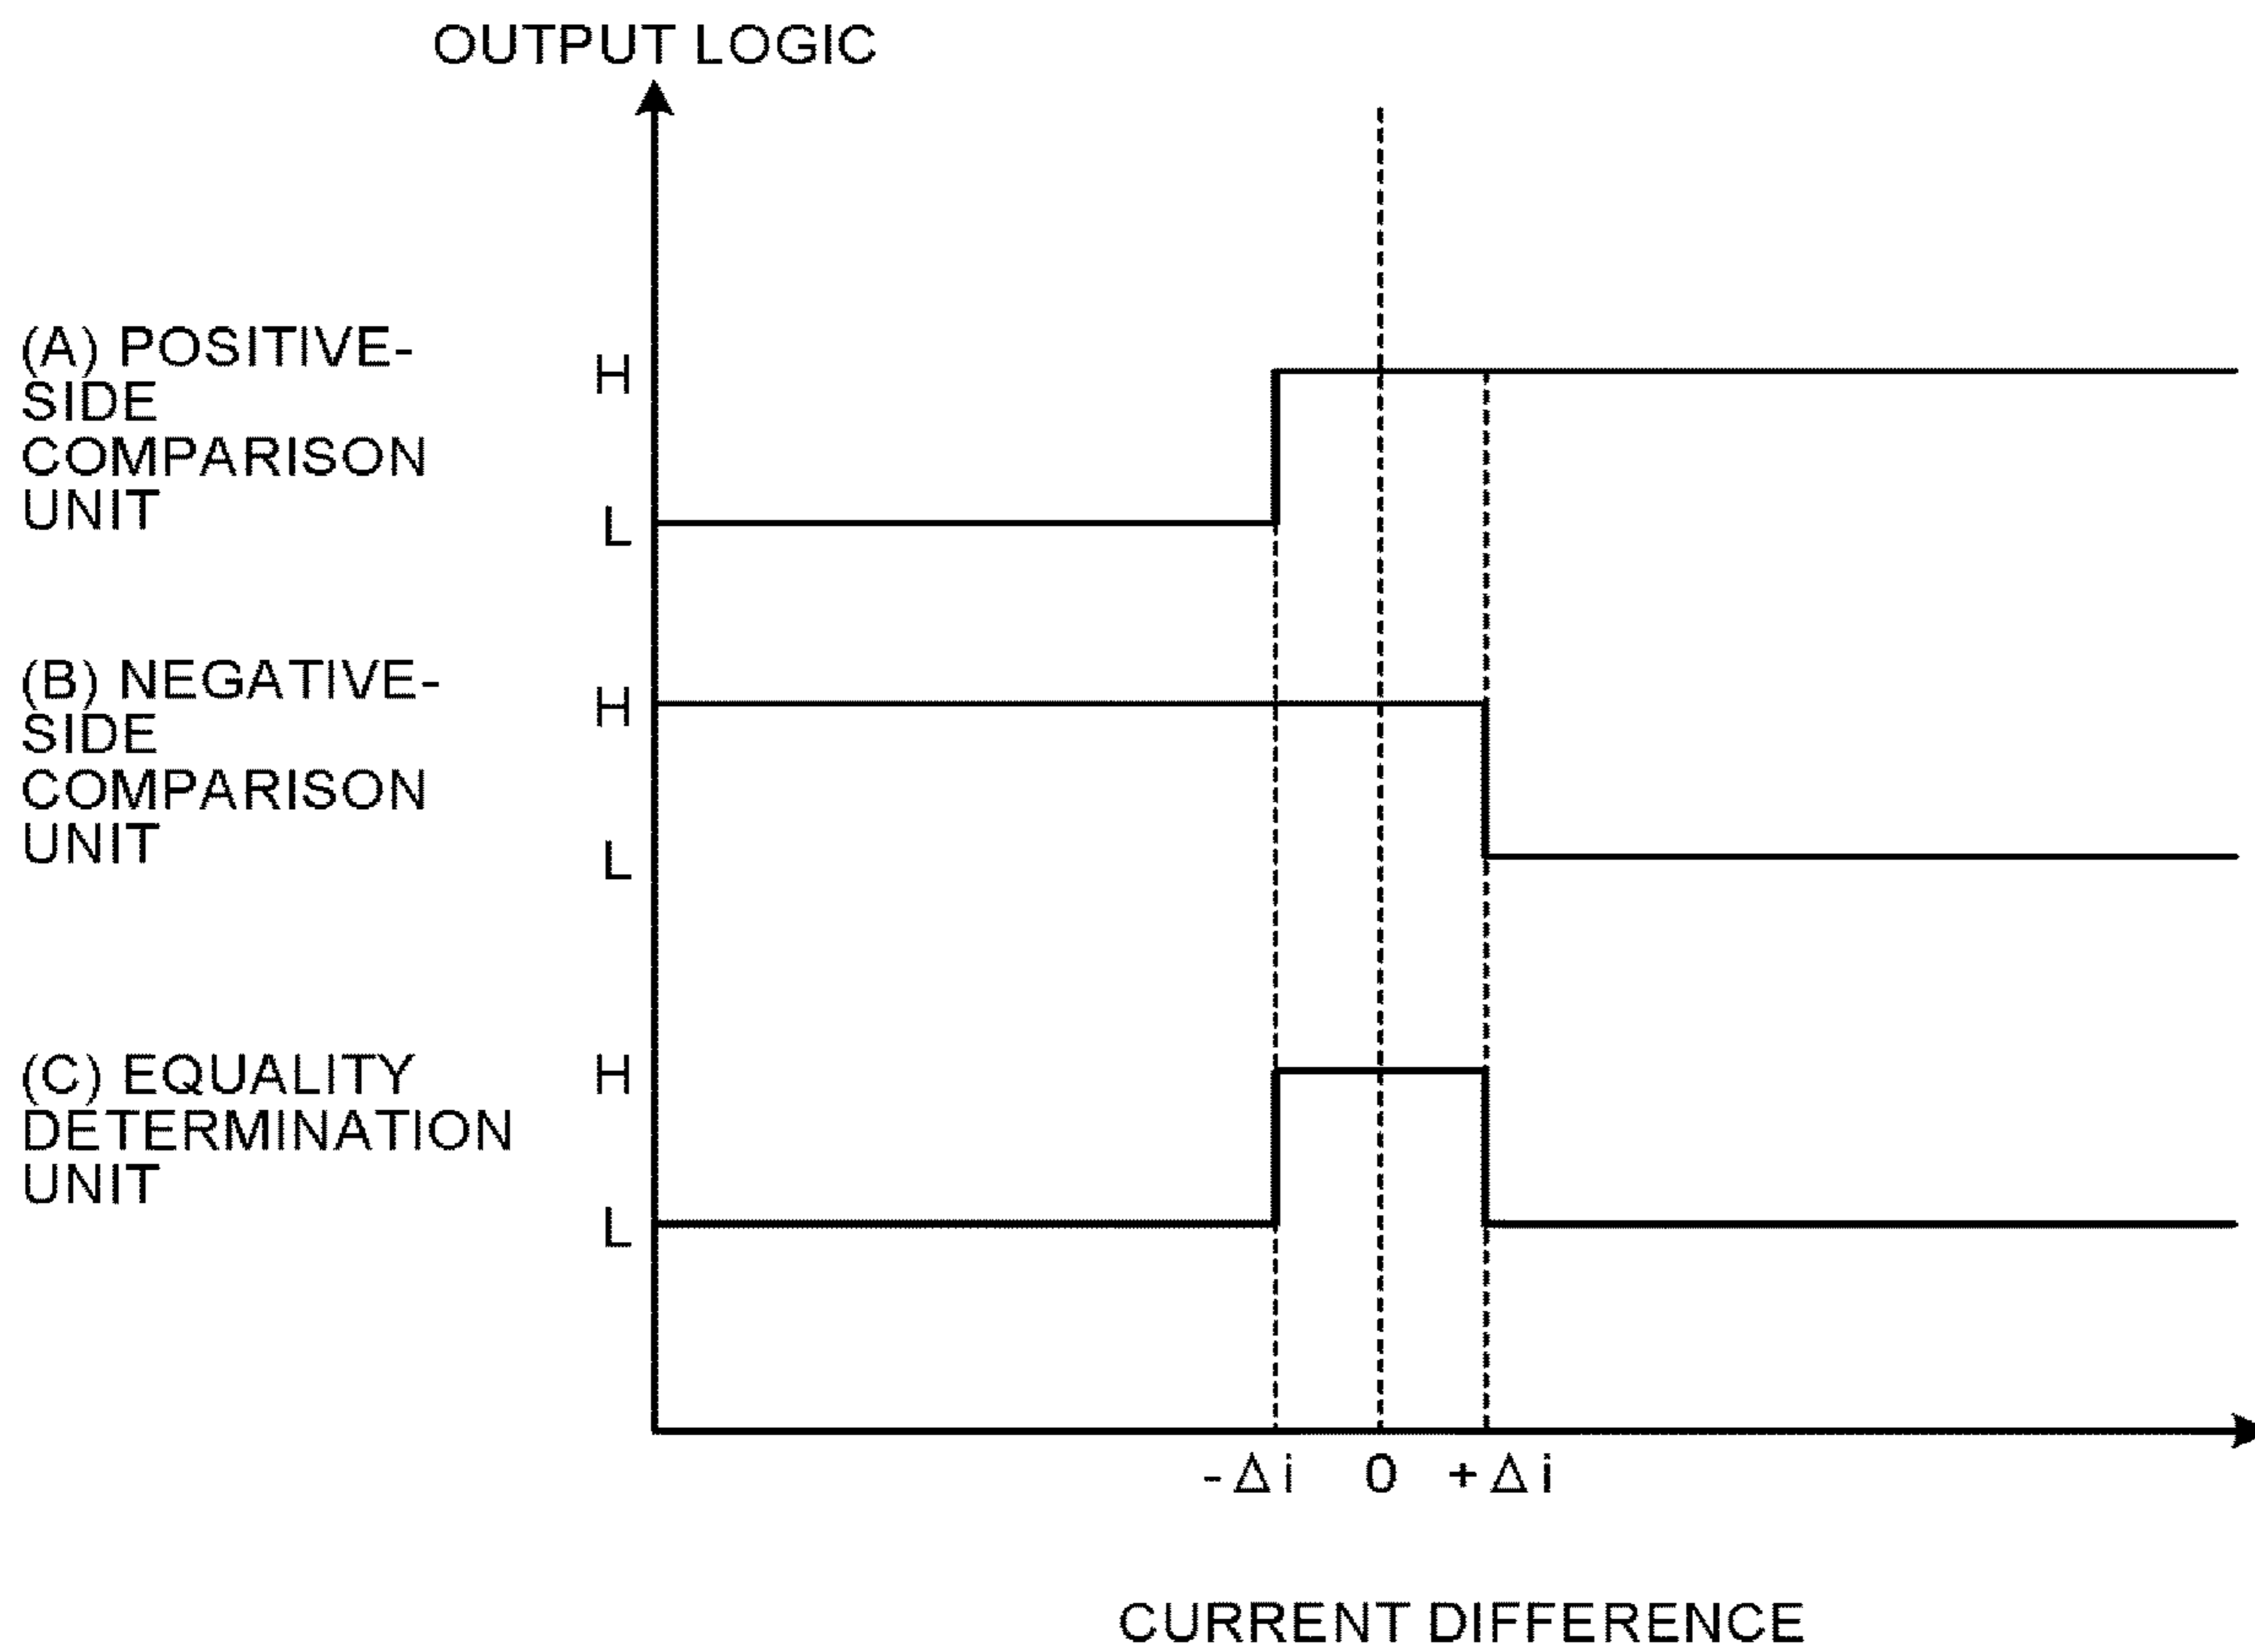 OUTPUT LOGIC
(A) POSITIVE-
SIDE
COMPARISON
UNIT
H
L
(B) NEGATIVE-
SIDE
COMPARISON
UNIT
H
L
(C) EQUALITY
DETERMINATION
UNIT
H
L
-Δi 0 +Δi
CURRENT DIFFERENCE